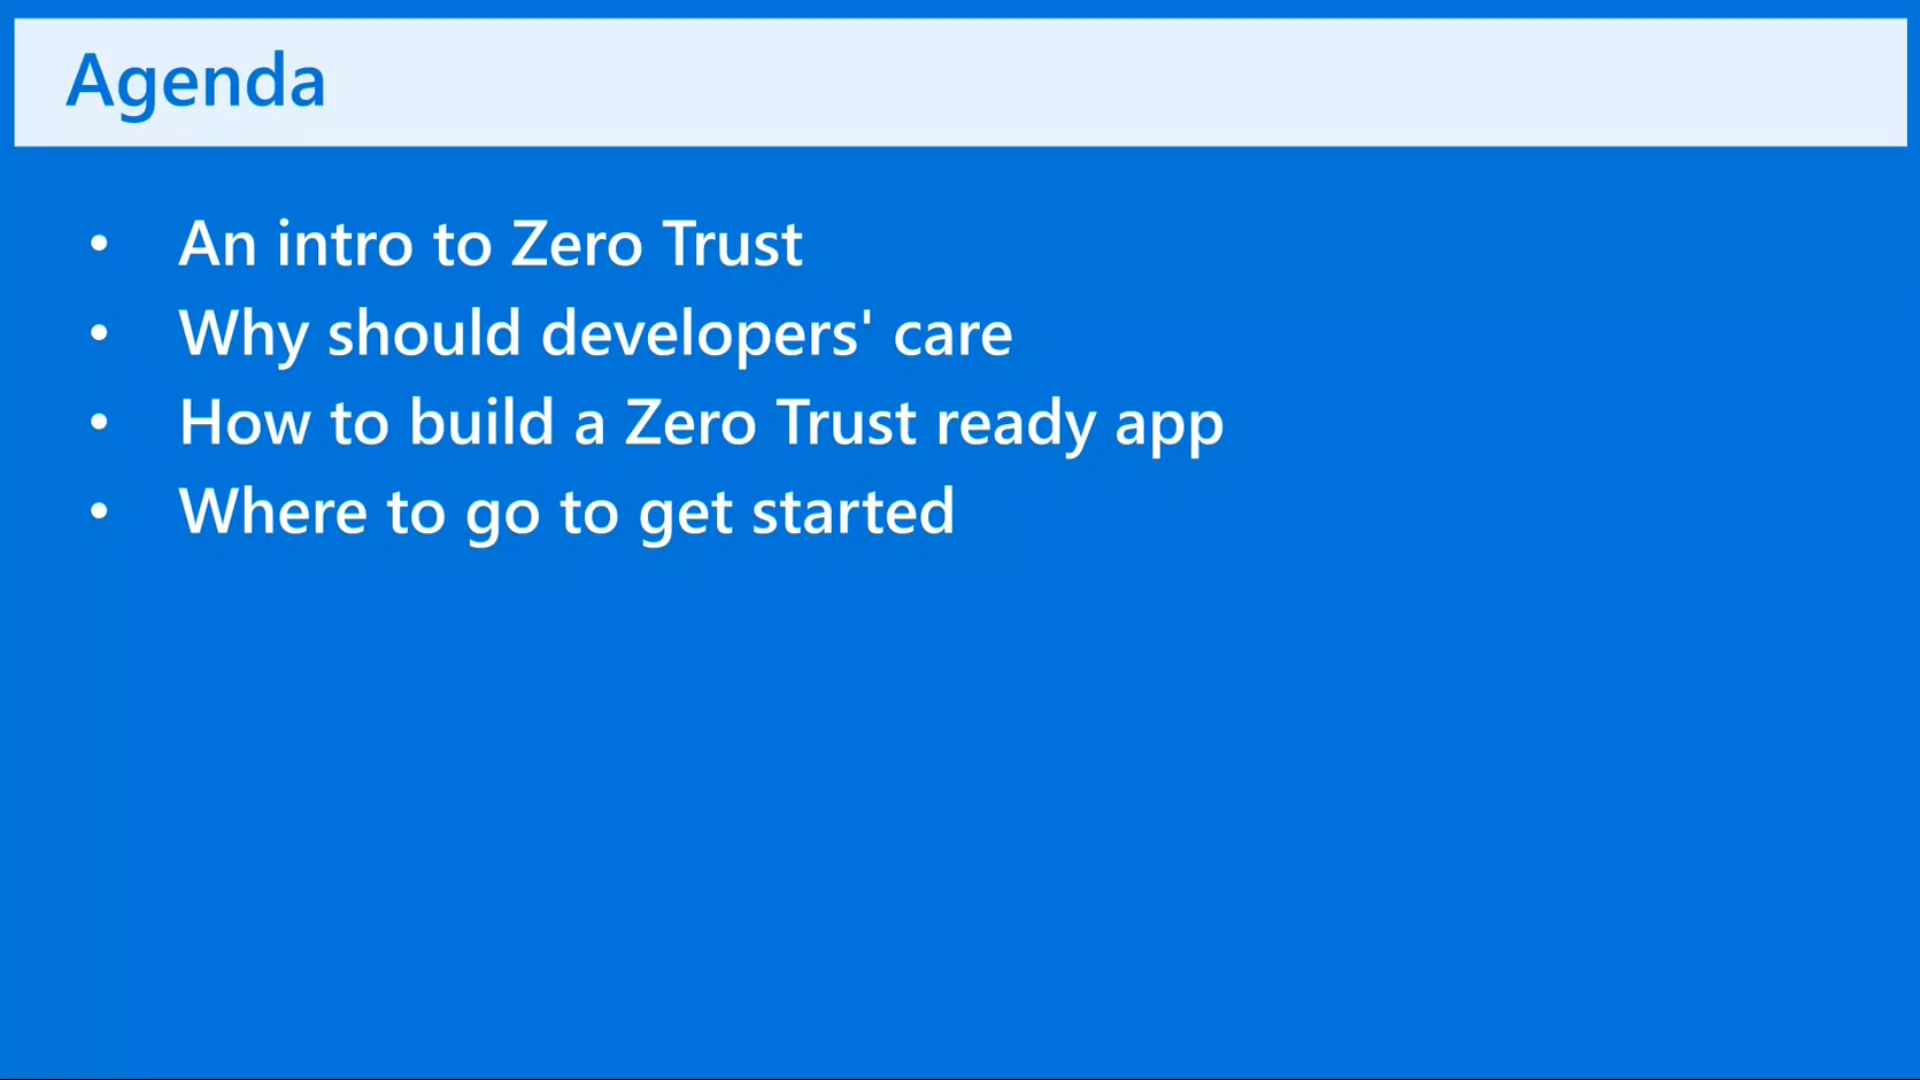 Agenda
• An intro to Zero Trust
• Why should developers' care
• How to build a Zero Trust ready app
• Where to go to get started